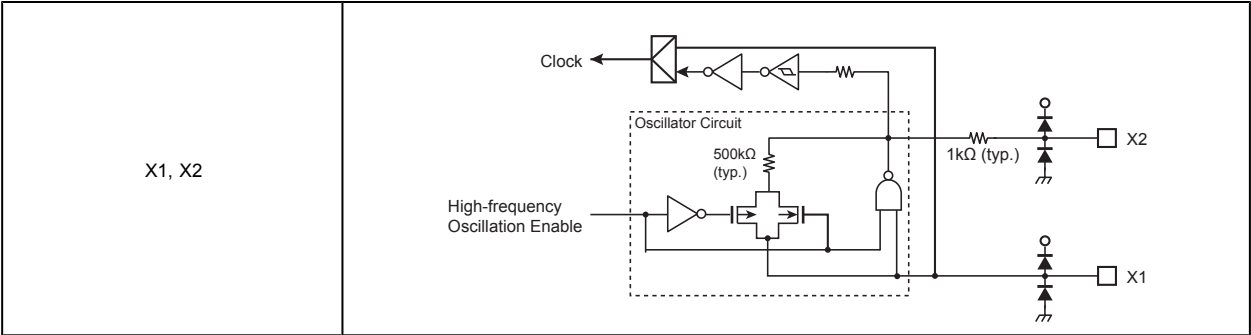 X1, X2
Clock
Oscillator Circuit
500kΩ
(typ.)
1kΩ (typ.)
X2
High-frequency
Oscillation Enable
X1